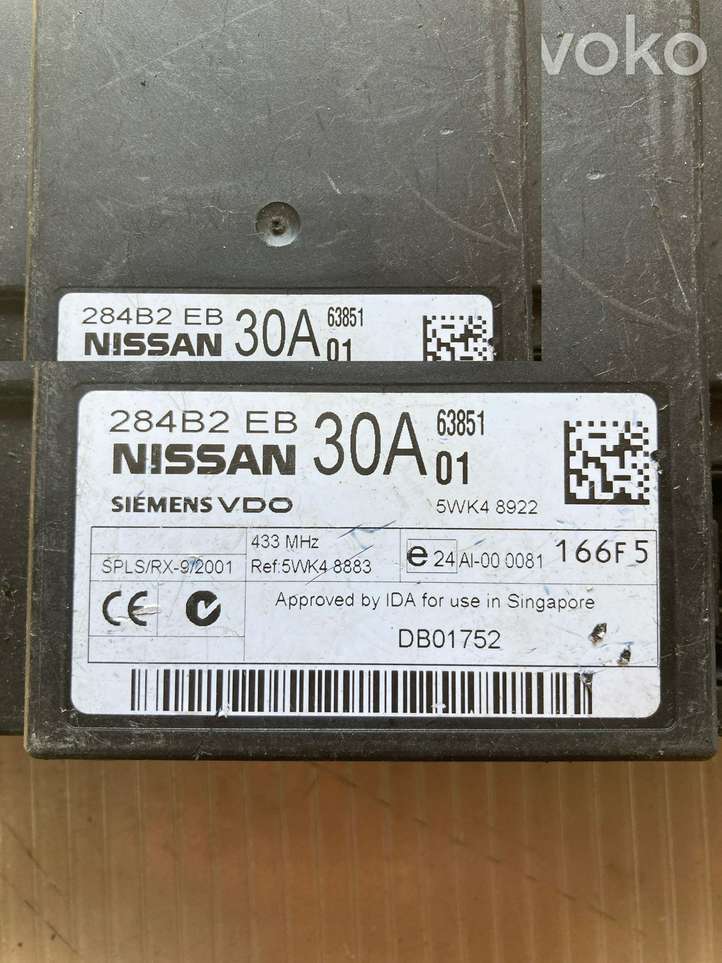 voko
284B2 EB 30A 63851
NISSAN 01
284B2 EB 30A 63851
NISSAN 01
SIEMENS VDO 5WK4 8922
433 MHz
SPLS/RX-9/2001 Ref:5WK4 8883 e 24 AI-00 0081 166F5
CE Approved by IDA for use in Singapore
DB01752